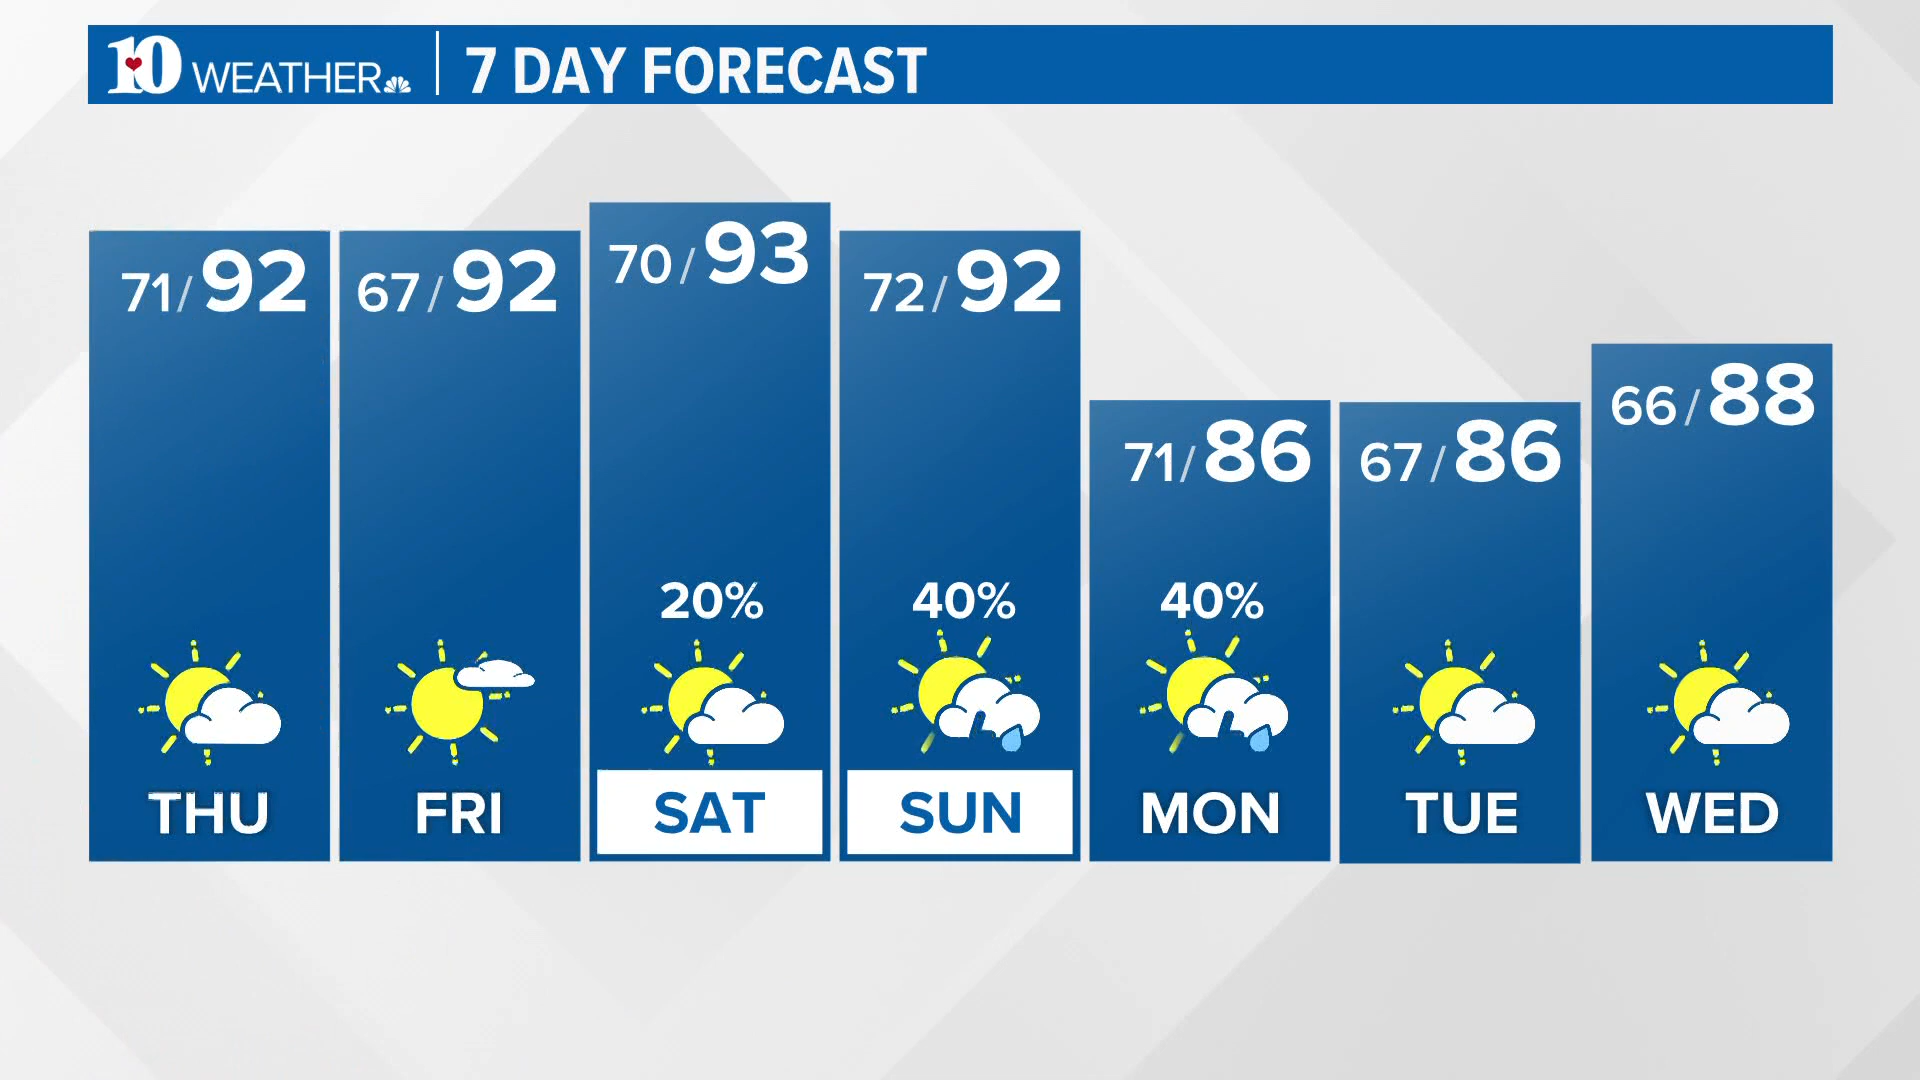 10 WEATHER 7 DAY FORECAST
71/92 67/92 70/93 72/92 71/86 67/86 66/88
20% 40% 40%
THU FRI SAT SUN MON TUE WED